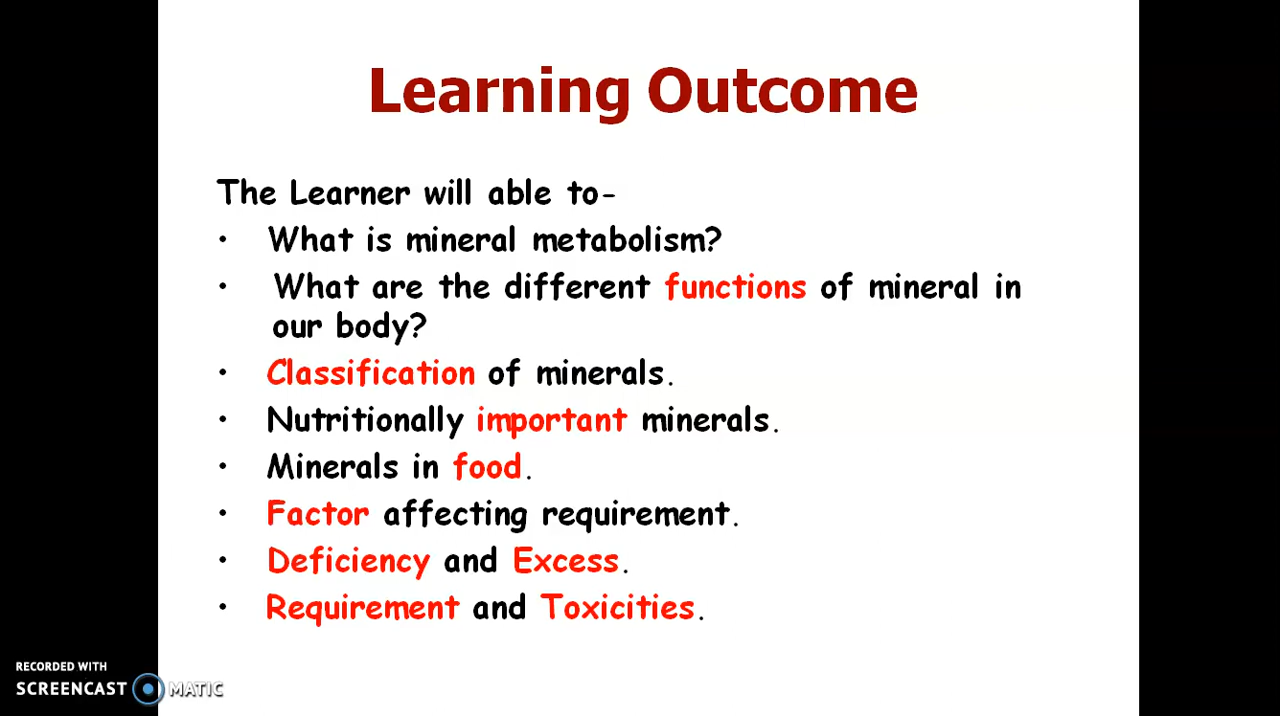 Learning Outcome
The Learner will able to-
• What is mineral metabolism?
• What are the different functions of mineral in
our body?
• Classification of minerals.
• Nutritionally important minerals.
• Minerals in food.
• Factor affecting requirement.
• Deficiency and Excess.
• Requirement and Toxicities.
RECORDED WITH
SCREENCAST MATIC